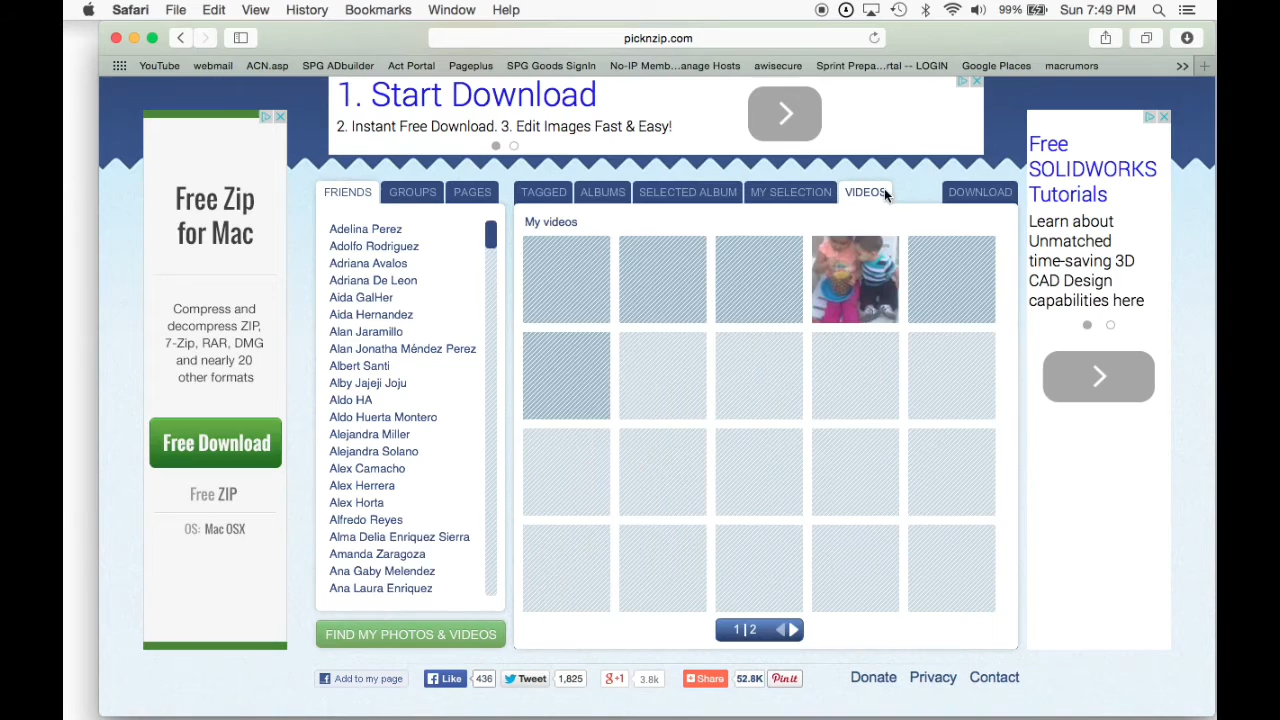 Safari File Edit View History Bookmarks Window Help 99% Sun 7:49 PM
picknzip.com
YouTube webmail ACN.asp SPG ADbuilder Act Portal Pageplus SPG Goods SignIn No-IP Memb...anage Hosts awisecure Sprint Prepa...rtal -- LOGIN Google Places macrumors
1. Start Download
2. Instant Free Download. 3. Edit Images Fast & Easy!
Free Zip
for Mac
Compress and
decompress ZIP,
7-Zip, RAR, DMG
and nearly 20
other formats
Free Download
Free ZIP
OS: Mac OSX
FRIENDS GROUPS PAGES
Adelina Perez
Adolfo Rodriguez
Adriana Avalos
Adriana De Leon
Aida GalHer
Aida Hernandez
Alan Jaramillo
Alan Jonatha Méndez Perez
Albert Santi
Alby Jajeji Joju
Aldo HA
Aldo Huerta Montero
Alejandra Miller
Alejandra Solano
Alex Camacho
Alex Herrera
Alex Horta
Alfredo Reyes
Alma Delia Enriquez Sierra
Amanda Zaragoza
Ana Gaby Melendez
Ana Laura Enriquez
FIND MY PHOTOS & VIDEOS
TAGGED ALBUMS SELECTED ALBUM MY SELECTION VIDEOS DOWNLOAD
My videos
1 | 2
Free
SOLIDWORKS
Tutorials
Learn about
Unmatched
time-saving 3D
CAD Design
capabilities here
Add to my page Like 436 Tweet 1,825 g+1 3.8k Share 52.8K Pin it
Donate Privacy Contact